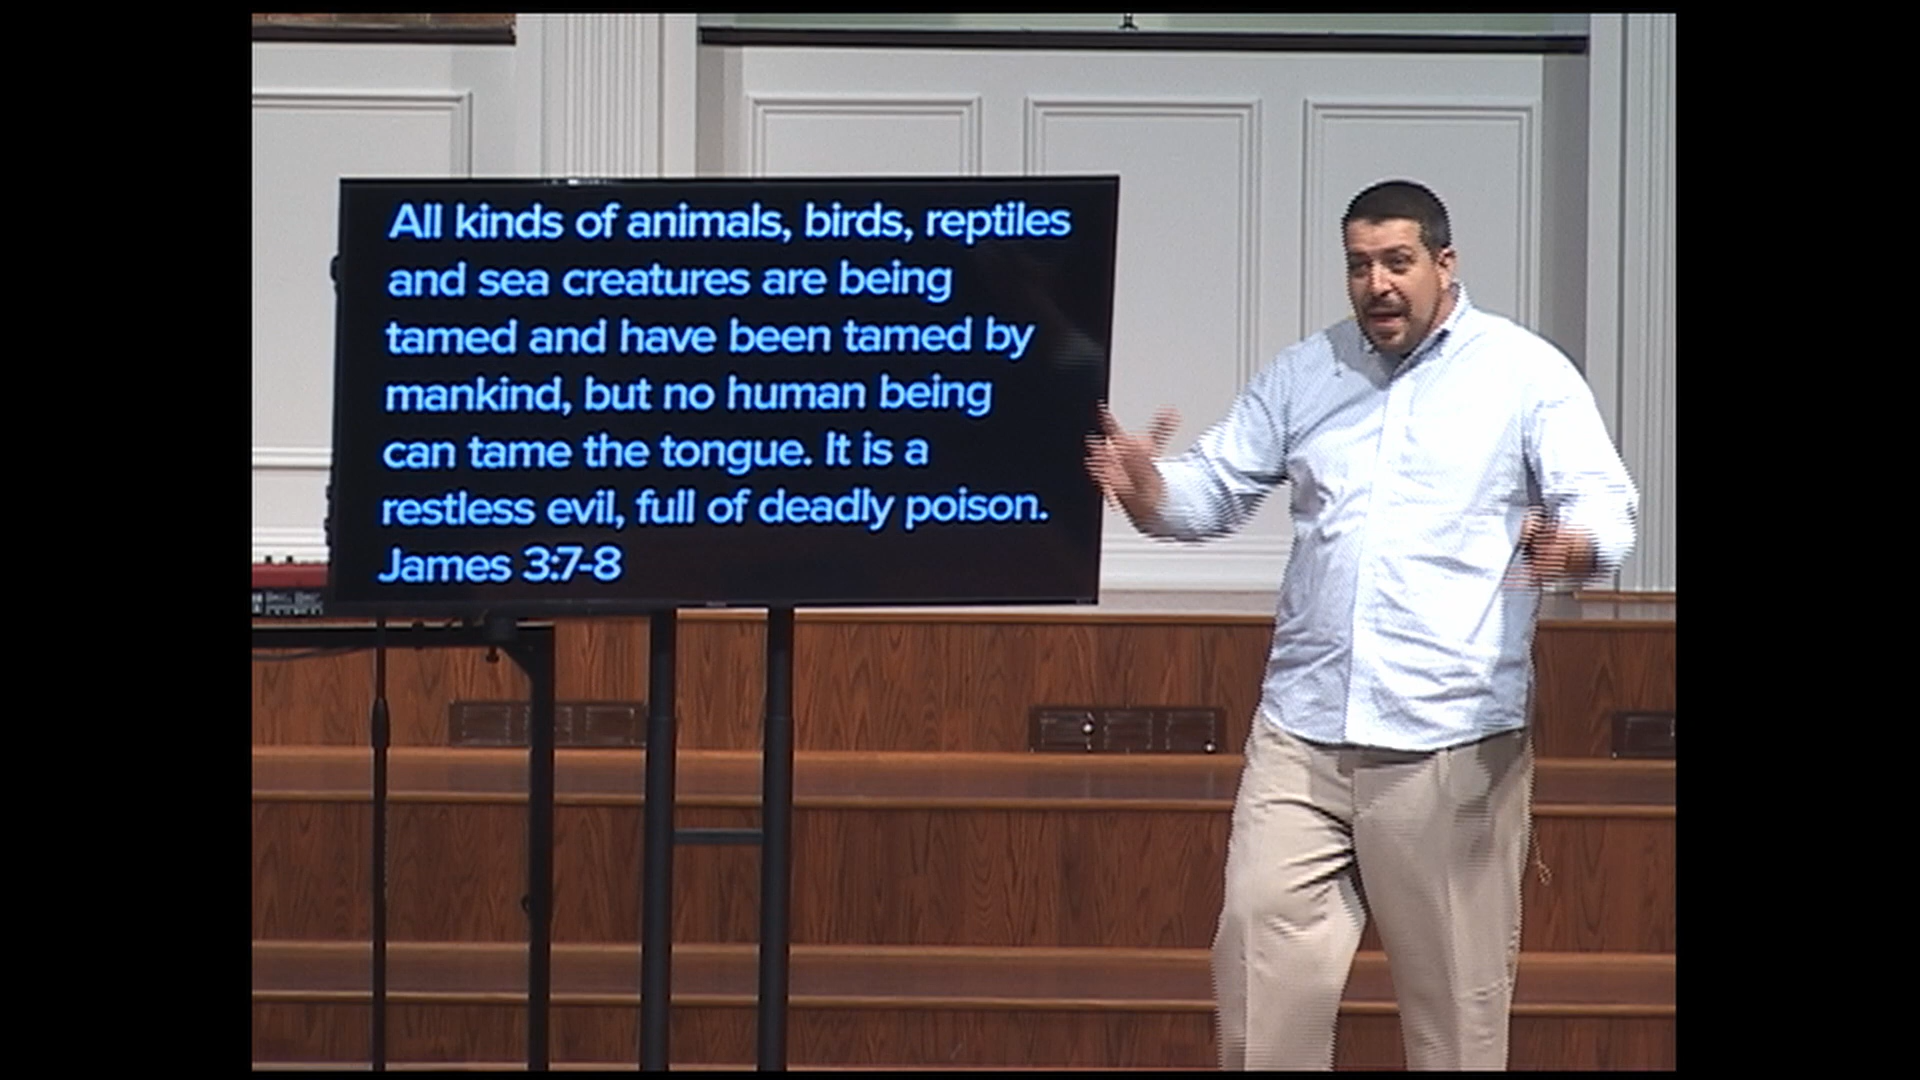 All kinds of animals, birds, reptiles
and sea creatures are being
tamed and have been tamed by
mankind, but no human being
can tame the tongue. It is a
restless evil, full of deadly poison.
James 3:7-8